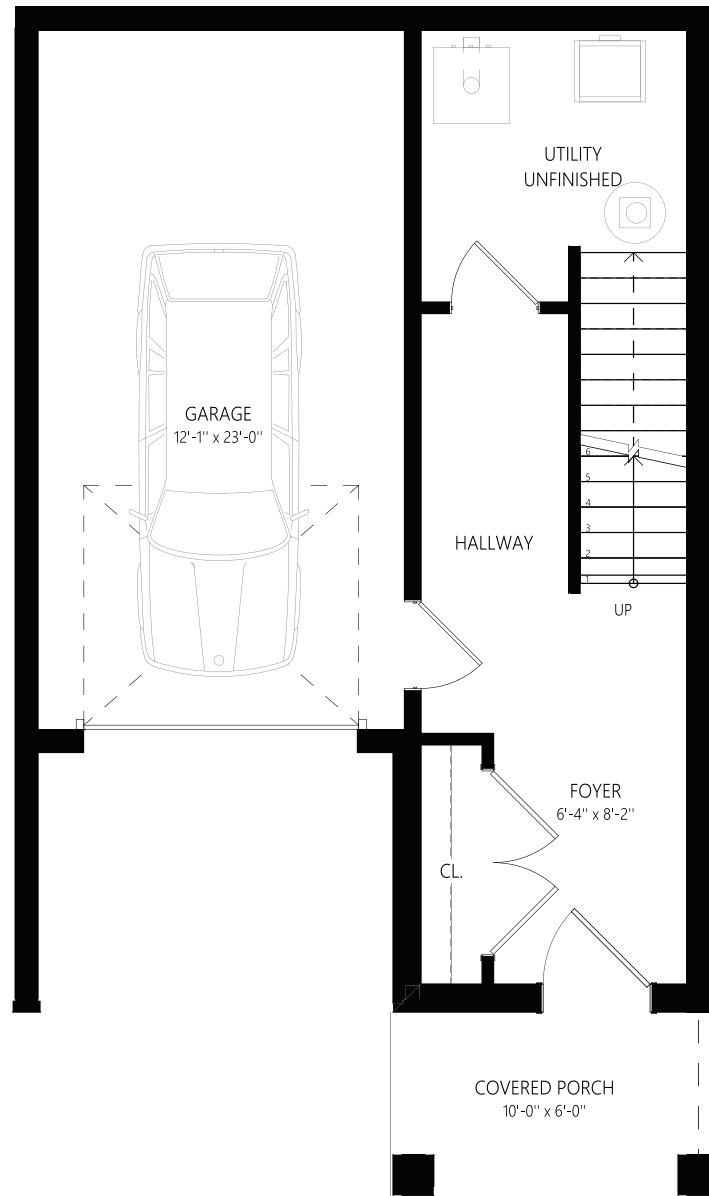 UTILITY
UNFINISHED
GARAGE
12'-1" x 23'-0"
6
5
4
3
2
1
HALLWAY
UP
FOYER
6'-4" x 8'-2"
CL.
COVERED PORCH
10'-0" x 6'-0"